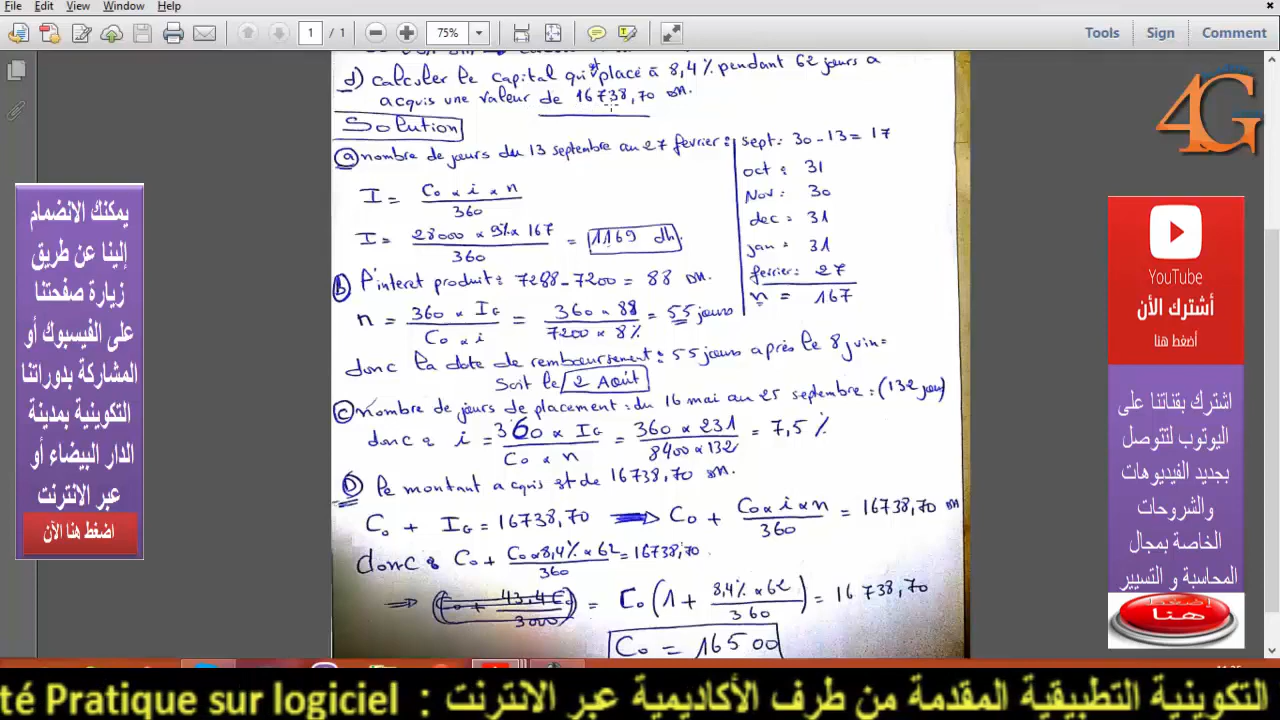 File Edit View Window Help
1 / 1 75% Tools Sign Comment
d) calculer le capital qui placé à 8,4% pendant 62 jours a
acquis une valeur de 16738,70 DH.
Solution
a) nombre de jours du 13 septembre au 27 fevrier :
I = C₀ × i × n
360
I = 28000 × 9% × 167
360
= 1169 dh.
sept : 30 - 13 = 17
oct : 31
Nov : 30
dec : 31
jan : 31
fevrier : 27
n = 167
b) l'interet produit : 7288 - 7200 = 88 DH.
n = 360 × IG / C₀ × i = 360 × 88 / 7200 × 8% = 55 jours
donc la date de remboursement : 55 jours après le 8 juin =
Soit le 2 Août
c) nombre de jours de placement : du 16 mai au 25 septembre : (132 jour)
donc : i = 360 × IG / C₀ × n = 360 × 231 / 8400 × 132 = 7,5 %
D) le montant acquis est de 16738,70 DH.
C₀ + IG = 16738,70 ⟹ C₀ + C₀ × i × n / 360 = 16738,70 DH
donc : C₀ + C₀ × 8,4% × 62 / 360 = 16738,70
⟹ = C₀ (1 + 8,4% × 62 / 360) = 16738,70
C₀ = 16500
يمكنك الانضمام
إلينا عن طريق
زيارة صفحتنا
على الفيسبوك أو
المشاركة بدوراتنا
التكوينية بمدينة
الدار البيضاء أو
عبر الانترنت
اضغط هنا الأن
4G
YouTube
أشترك الأن
أضغط هنا
اشترك بقناتنا على
اليوتوب لتتوصل
بجديد الفيديوهات
والشروحات
الخاصة بمجال
المحاسبة و التسيير
إضغط
هنا
té Pratique sur logiciel : التكوينية التطبيقية المقدمة من طرف الأكاديمية عبر الانترنت